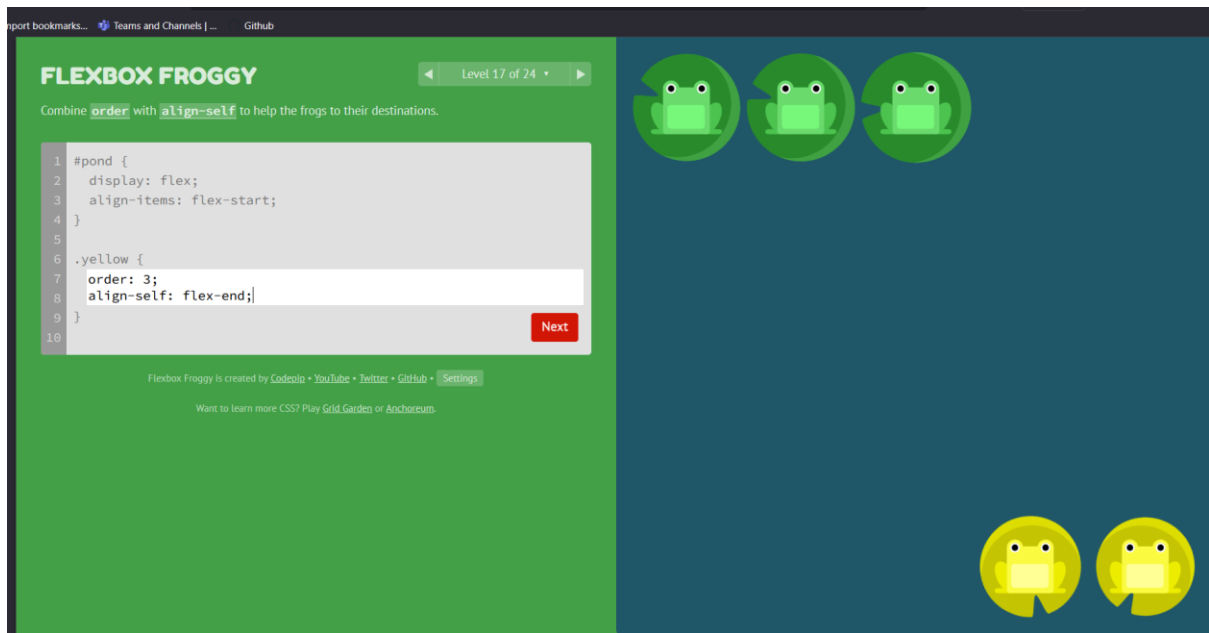 mport bookmarks... Teams and Channels | ... Github
FLEXBOX FROGGY
◀ Level 17 of 24 ▾ ▶
Combine order with align-self to help the frogs to their destinations.
1 #pond {
2 display: flex;
3 align-items: flex-start;
4 }
5
6 .yellow {
7 order: 3;
8 align-self: flex-end;
9 }
10
Next
Flexbox Froggy is created by Codepip • YouTube • Twitter • GitHub • Settings
Want to learn more CSS? Play Grid Garden or Anchoreum.